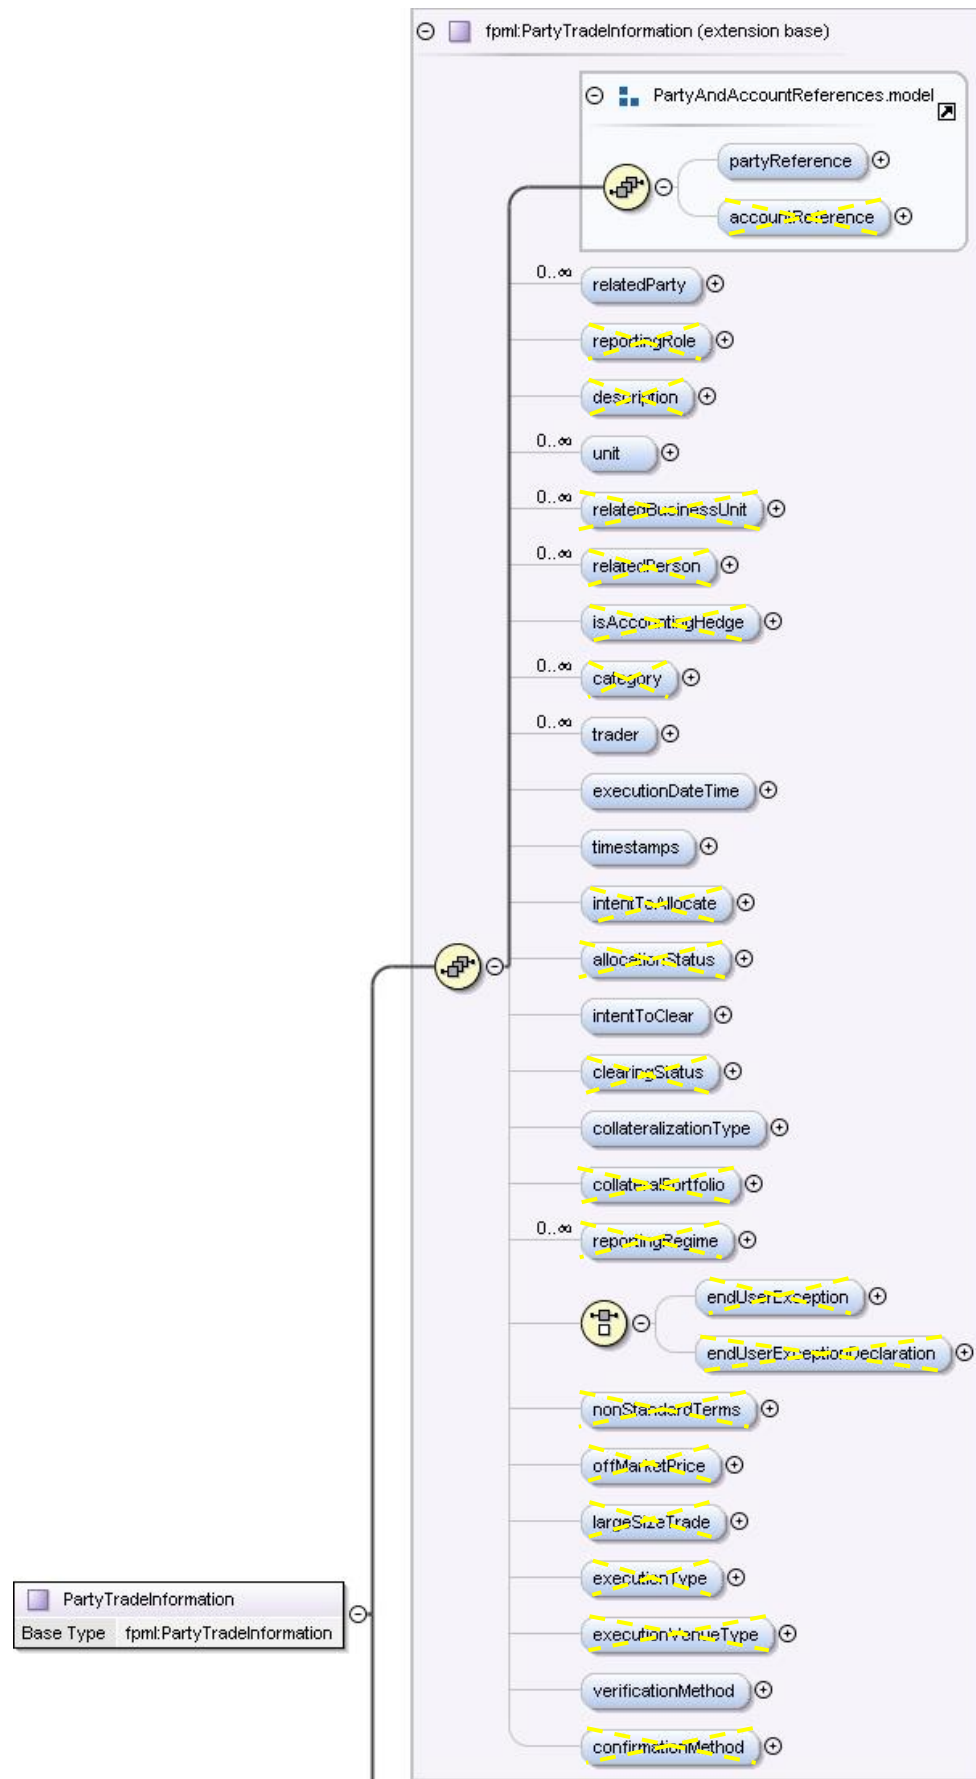 fpml:PartyTradeInformation (extension base)
PartyAndAccountReferences.model
partyReference
accountReference
0..∞
relatedParty
reportingRole
description
0..∞
unit
0..∞
relatedBusinessUnit
0..∞
relatedPerson
isAccountingHedge
0..∞
category
0..∞
trader
executionDateTime
timestamps
intentToAllocate
allocationStatus
intentToClear
clearingStatus
collateralizationType
collateralPortfolio
0..∞
reportingRegime
endUserException
endUserExceptionDeclaration
nonStandardTerms
offMarketPrice
largeSizeTrade
executionType
PartyTradeInformation
Base Type fpml:PartyTradeInformation
executionVenueType
verificationMethod
confirmationMethod